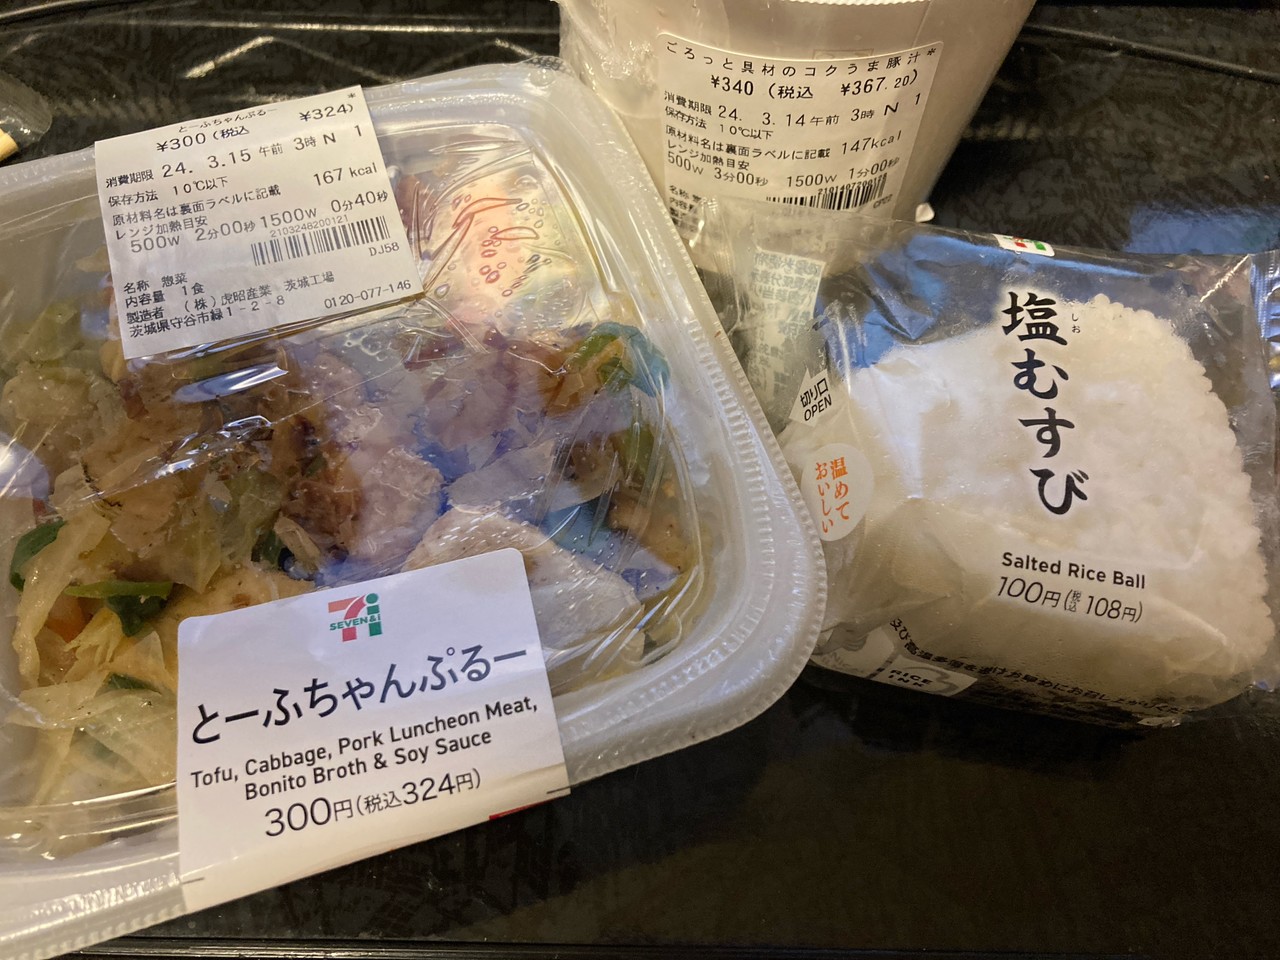 とーふちゃんぷるー
¥300(税込 ¥324)*
消費期限 24. 3.15 午前 3時 N 1
保存方法 10℃以下
原材料名は裏面ラベルに記載 167 kcal
レンジ加熱目安
500W 2分00秒 1500W 0分40秒
2103248200121
DJ58
名称 惣菜
内容量 1食
製造者 (株)虎昭産業 茨城工場
茨城県守谷市緑1-2-8 0120-077-146
SEVEN&i
とーふちゃんぷるー
Tofu, Cabbage, Pork Luncheon Meat,
Bonito Broth & Soy Sauce
300円(税込324円)
ごろっと具材のコクうま豚汁*
¥340 (税込 ¥367.20)
消費期限 24. 3.14午前 3時 N 1
保存方法 10℃以下
原材料名は裏面ラベルに記載 147kcal
レンジ加熱目安
500W 3分00秒 1500W 1分00秒
名称
内容量
塩むすび
しお
切り口
OPEN
温めて
おいしい
Salted Rice Ball
100円(税込108円)
RICE
INK